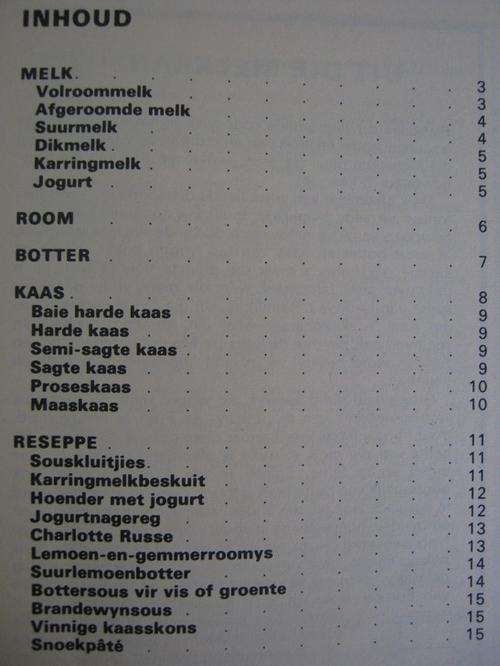 INHOUD
MELK. . . . . . . . . 3
Volroommelk . . . . . . . 3
Afgeroomde melk . . . . . . 4
Suurmelk . . . . . . . . 4
Dikmelk . . . . . . . . 5
Karringmelk . . . . . . . 5
Jogurt . . . . . . . . 5
ROOM . . . . . . . . 6
BOTTER . . . . . . . . 7
KAAS . . . . . . . . . 8
Baie harde kaas . . . . . . . 9
Harde kaas . . . . . . . . 9
Semi-sagte kaas . . . . . . . 9
Sagte kaas . . . . . . . . 9
Proseskaas . . . . . . . . 10
Maaskaas . . . . . . . . 10
RESEPPE . . . . . . . . 11
Souskluitjies. . . . . . . . 11
Karringmelkbeskuit . . . . . . 11
Hoender met jogurt . . . . . . 12
Jogurtnagereg . . . . . . . 12
Charlotte Russe . . . . . . . 13
Lemoen-en-gemmerroomys . . . . . 13
Suurlemoenbotter . . . . . . 14
Bottersous vir vis of groente . . . . 14
Brandewynsous . . . . . . . 15
Vinnige kaasskons . . . . . . 15
Snoekpâté . . . . . . . . 15